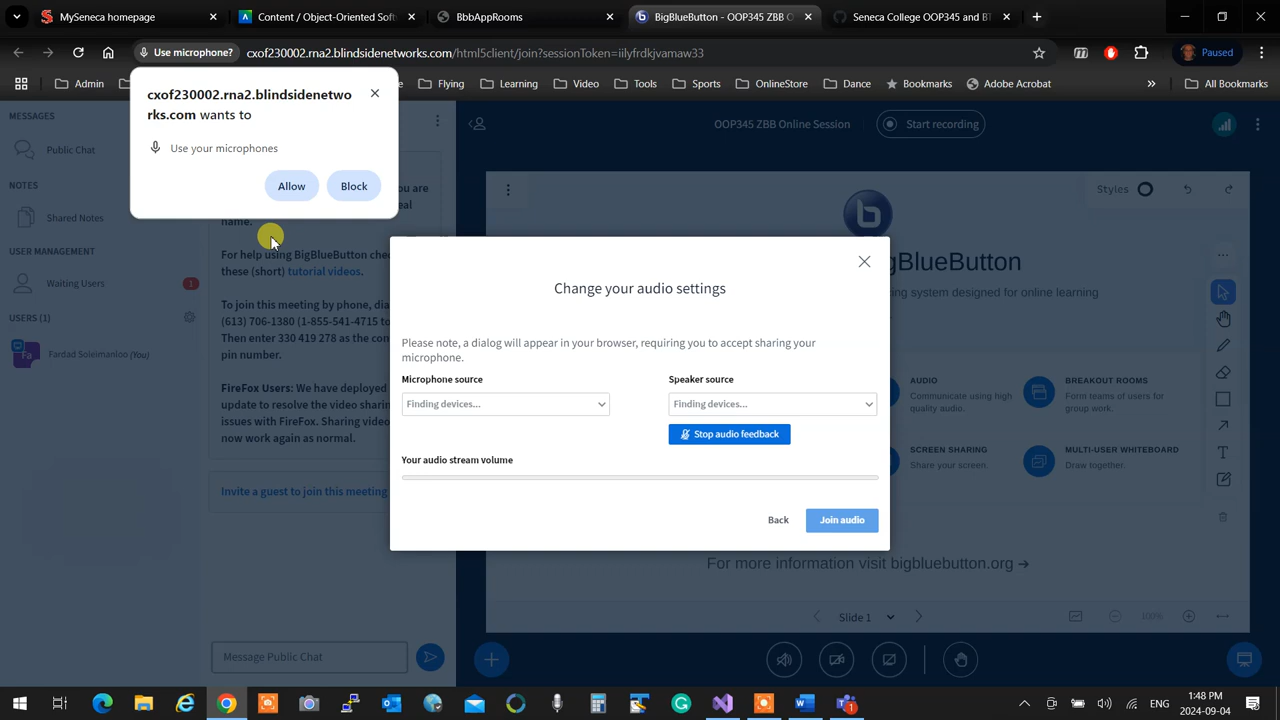 MySeneca homepage
Content / Object-Oriented Soft
BbbAppRooms
BigBlueButton - OOP345 ZBB O
Seneca College OOP345 and BT
Use microphone?
cxof230002.rna2.blindsidenetworks.com/html5client/join?sessionToken=iilyfrdkjvamaw33
Paused
Admin
Flying
Video
Tools
Sports
OnlineStore
Dance
Bookmarks
Adobe Acrobat
All Bookmarks
cxof230002.rna2.blindsidenetwo
rks.com wants to
Use your microphones
Allow
Block
MESSAGES
Public Chat
NOTES
Shared Notes
USER MANAGEMENT
Waiting Users
1
USERS (1)
Fa
Fardad Soleimanloo (You)
ou are
eal
name.
For help using BigBlueButton chec
these (short) tutorial videos.
To join this meeting by phone, dia
(613) 706-1380 (1-855-541-4715 to
Then enter 330 419 278 as the con
pin number.
FireFox Users: We have deployed
update to resolve the video sharin
issues with FireFox. Sharing video
now work again as normal.
Invite a guest to join this meeting
Message Public Chat
OOP345 ZBB Online Session
Start recording
Styles
b
gBlueButton
ing system designed for online learning
AUDIO
Communicate using high
quality audio.
BREAKOUT ROOMS
Form teams of users for
group work.
SCREEN SHARING
Share your screen.
MULTI-USER WHITEBOARD
Draw together.
For more information visit bigbluebutton.org →
Slide 1
100%
Change your audio settings
Please note, a dialog will appear in your browser, requiring you to accept sharing your
microphone.
Microphone source
Speaker source
Finding devices...
Finding devices...
Stop audio feedback
Your audio stream volume
Back
Join audio
ENG
1:48 PM
2024-09-04